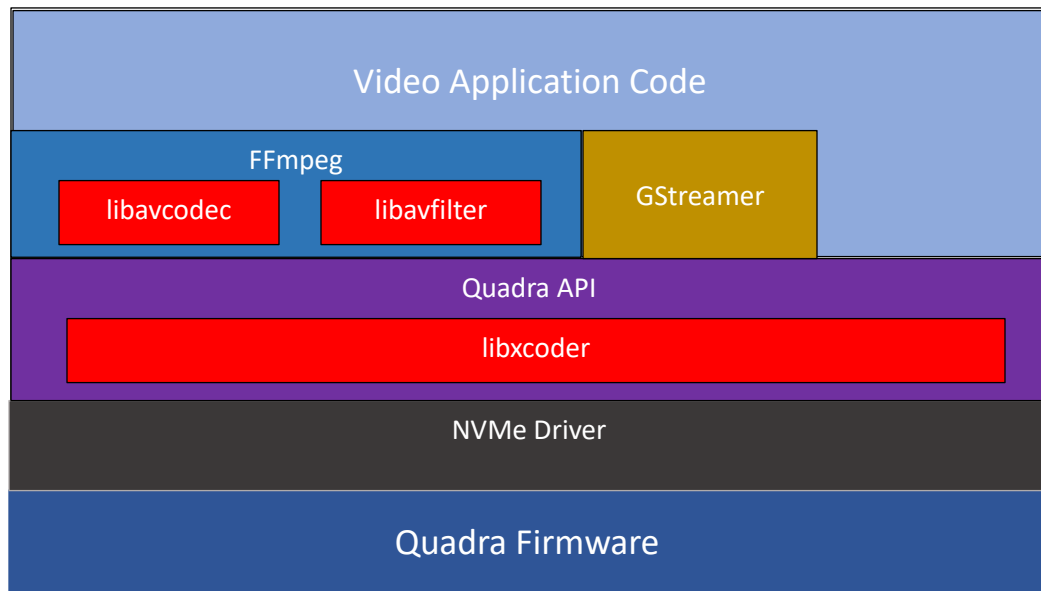 Video Application Code
FFmpeg
libavcodec
libavfilter
GStreamer
Quadra API
libxcoder
NVMe Driver
Quadra Firmware